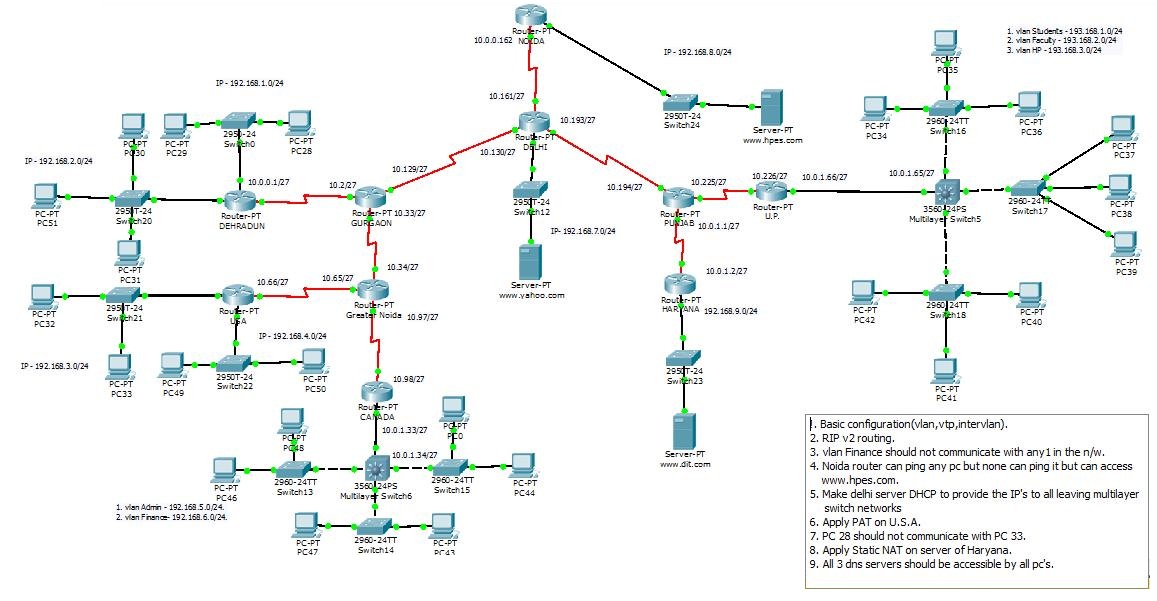 Router-PT
NOIDA
10.0.0.162
IP - 192.168.8.0/24
1. vlan Students - 193.168.1.0/24
2. vlan Faculty - 193.168.2.0/24
3. vlan HP - 193.168.3.0/24
PC-PT
PC35
IP - 192.168.1.0/24
10.161/27
10.193/27
2950T-24
Switch24
Server-PT
www.hpes.com
PC-PT
PC34
2960-24TT
Switch16
PC-PT
PC36
PC-PT
PC30
PC-PT
PC29
2950-24
Switch0
PC-PT
PC28
Router-PT
DELHI
10.130/27
PC-PT
PC37
IP - 192.168.2.0/24
10.129/27
10.194/27
10.225/27
10.226/27
10.0.1.66/27
10.0.1.65/27
10.0.0.1/27
10.2/27
PC-PT
PC51
2950T-24
Switch20
Router-PT
DEHRADUN
Router-PT
GURGAON
10.33/27
2950T-24
Switch12
Router-PT
PUNJAB
10.0.1.1/27
Router-PT
U.P.
3560-24PS
Multilayer Switch5
2960-24TT
Switch17
PC-PT
PC38
IP- 192.168.7.0/24
PC-PT
PC31
10.34/27
10.0.1.2/27
PC-PT
PC39
10.66/27
10.65/27
Server-PT
www.yahoo.com
PC-PT
PC32
2950T-24
Switch21
Router-PT
USA
Router-PT
Greater Noida
10.97/27
Router-PT
HARYANA
192.168.9.0/24
PC-PT
PC42
2960-24TT
Switch18
PC-PT
PC40
IP - 192.168.4.0/24
IP - 192.168.3.0/24
PC-PT
PC33
PC-PT
PC49
2950T-24
Switch22
PC-PT
PC50
10.98/27
2950T-24
Switch23
PC-PT
PC41
Router-PT
CANADA
10.0.1.33/27
PC-PT
PC48
PC-PT
PC0
10.0.1.34/27
Server-PT
www.dit.com
PC-PT
PC46
2960-24TT
Switch13
3560-24PS
Multilayer Switch6
2960-24TT
Switch15
PC-PT
PC44
1. vlan Admin - 192.168.5.0/24.
2. vlan Finance- 192.168.6.0/24.
PC-PT
PC47
2960-24TT
Switch14
PC-PT
PC43
1. Basic configuration(vlan,vtp,intervlan).
2. RIP v2 routing.
3. vlan Finance should not communicate with any1 in the n/w.
4. Noida router can ping any pc but none can ping it but can access
www.hpes.com.
5. Make delhi server DHCP to provide the IP's to all leaving multilayer
switch networks
6. Apply PAT on U.S.A.
7. PC 28 should not communicate with PC 33.
8. Apply Static NAT on server of Haryana.
9. All 3 dns servers should be accessible by all pc's.